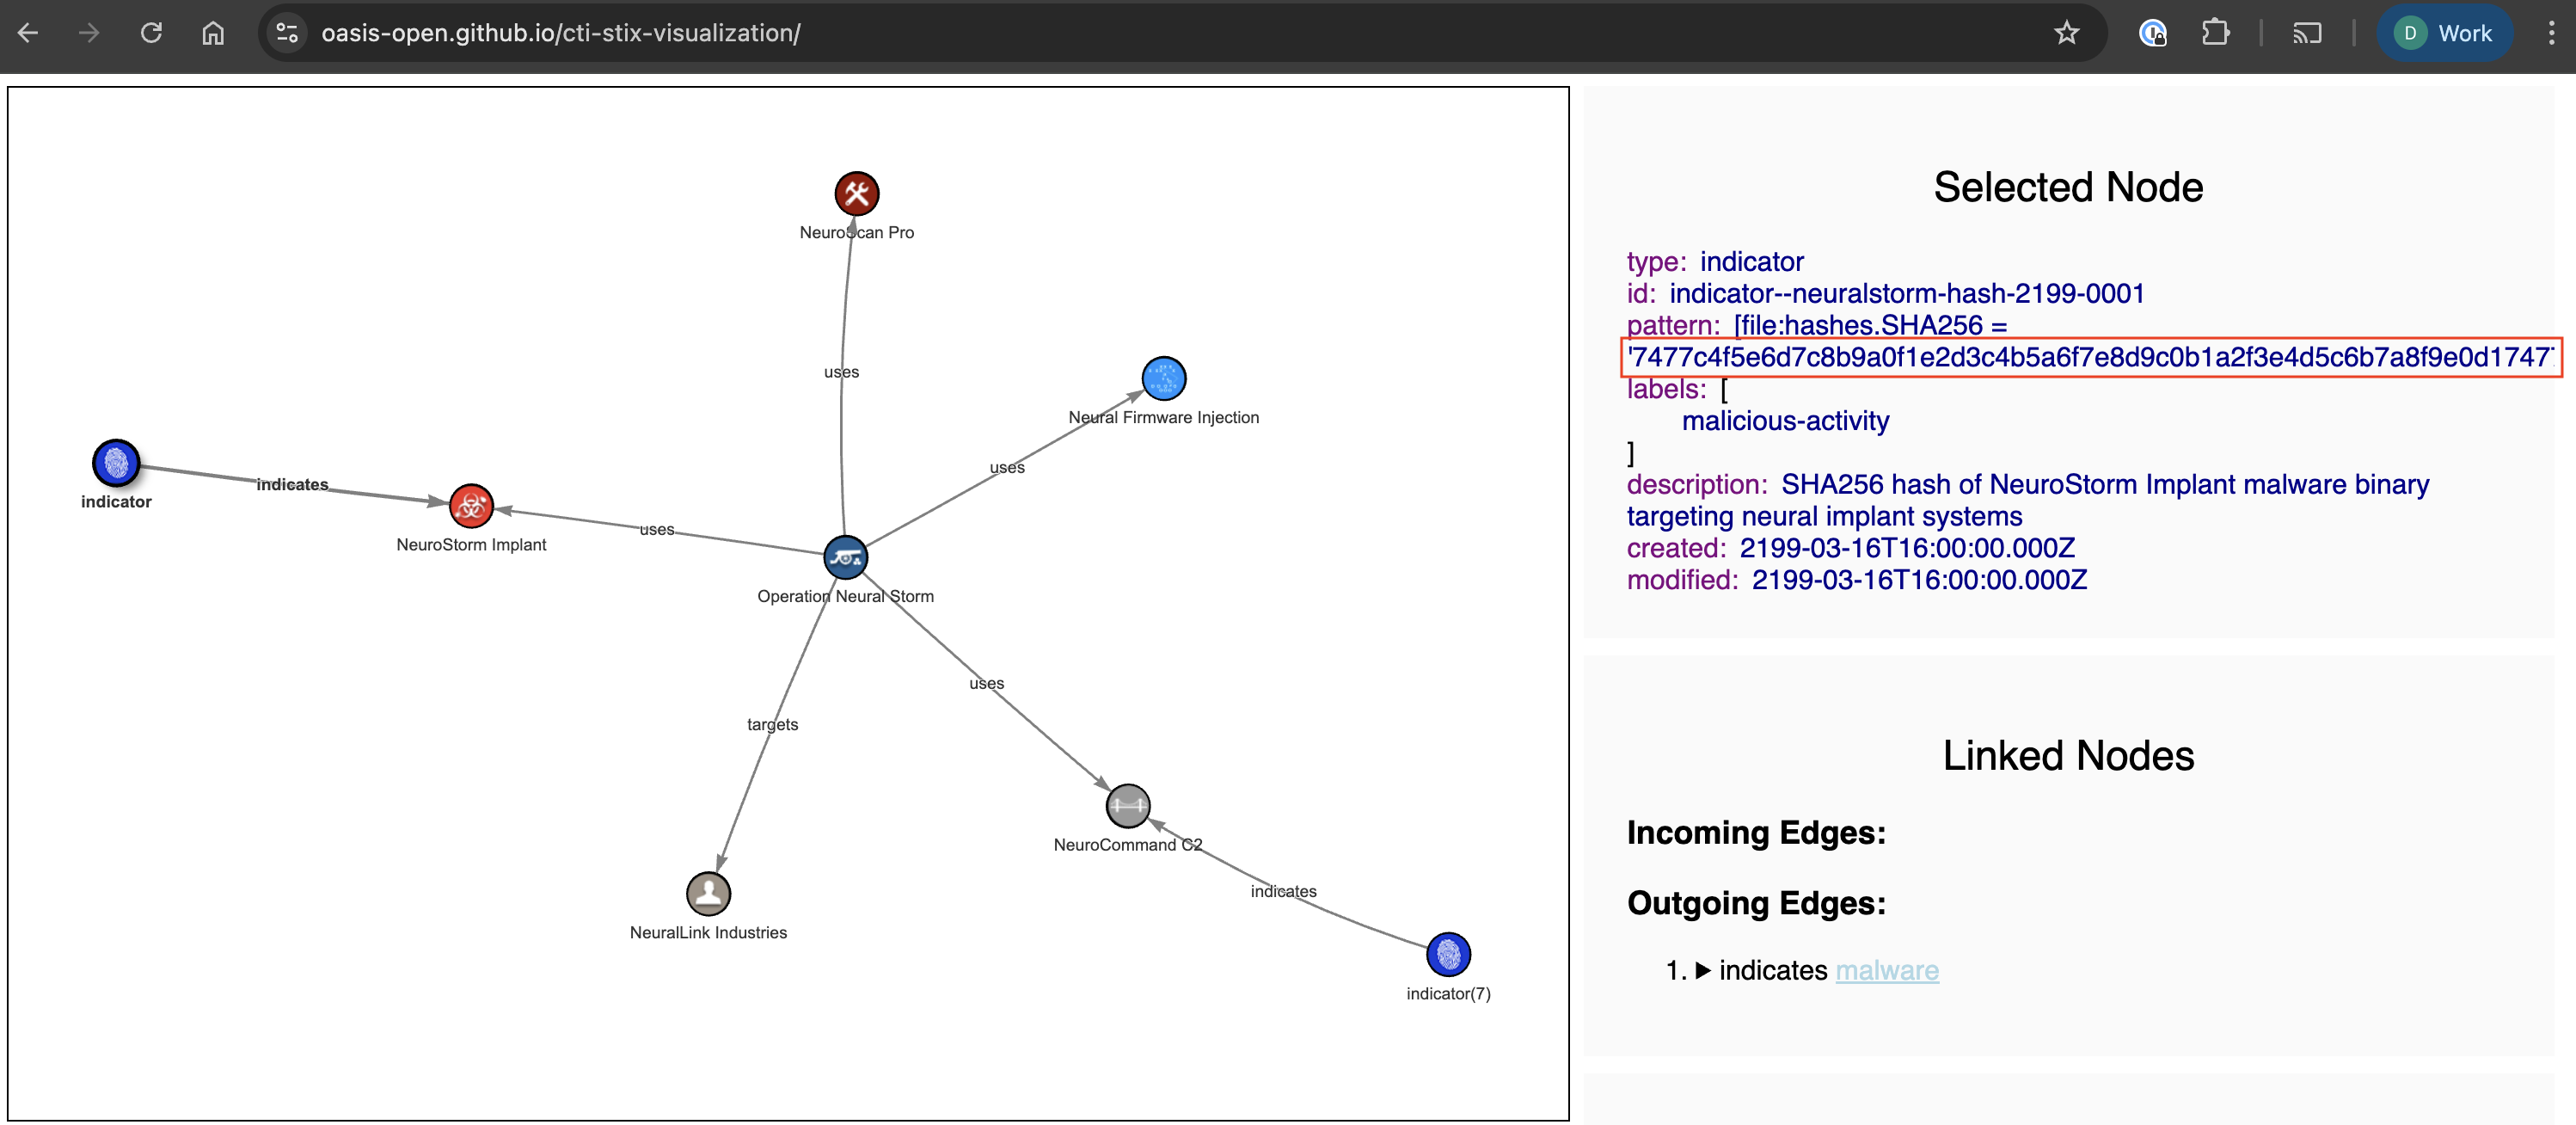 oasis-open.github.io/cti-stix-visualization/
D Work
NeuroScan Pro
uses
Neural Firmware Injection
uses
indicates
indicator
NeuroStorm Implant
uses
Operation Neural Storm
uses
targets
NeuroCommand C2
indicates
NeuralLink Industries
indicator(7)
Selected Node
type: indicator
id: indicator--neuralstorm-hash-2199-0001
pattern: [file:hashes.SHA256 =
'7477c4f5e6d7c8b9a0f1e2d3c4b5a6f7e8d9c0b1a2f3e4d5c6b7a8f9e0d1747
labels: [
malicious-activity
]
description: SHA256 hash of NeuroStorm Implant malware binary
targeting neural implant systems
created: 2199-03-16T16:00:00.000Z
modified: 2199-03-16T16:00:00.000Z
Linked Nodes
Incoming Edges:
Outgoing Edges:
1. ▶ indicates malware